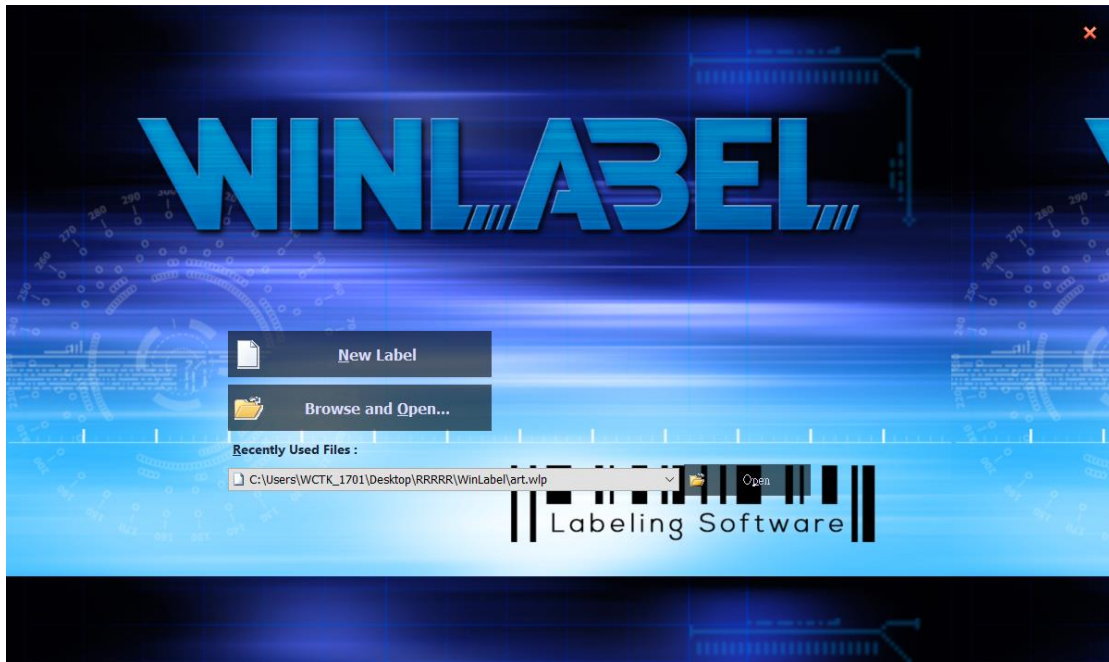 WINLABEL
New Label
Browse and Open...
Recently Used Files :
C:\Users\WCTK_1701\Desktop\RRRRR\WinLabel\art.wlp
Open
Labeling Software